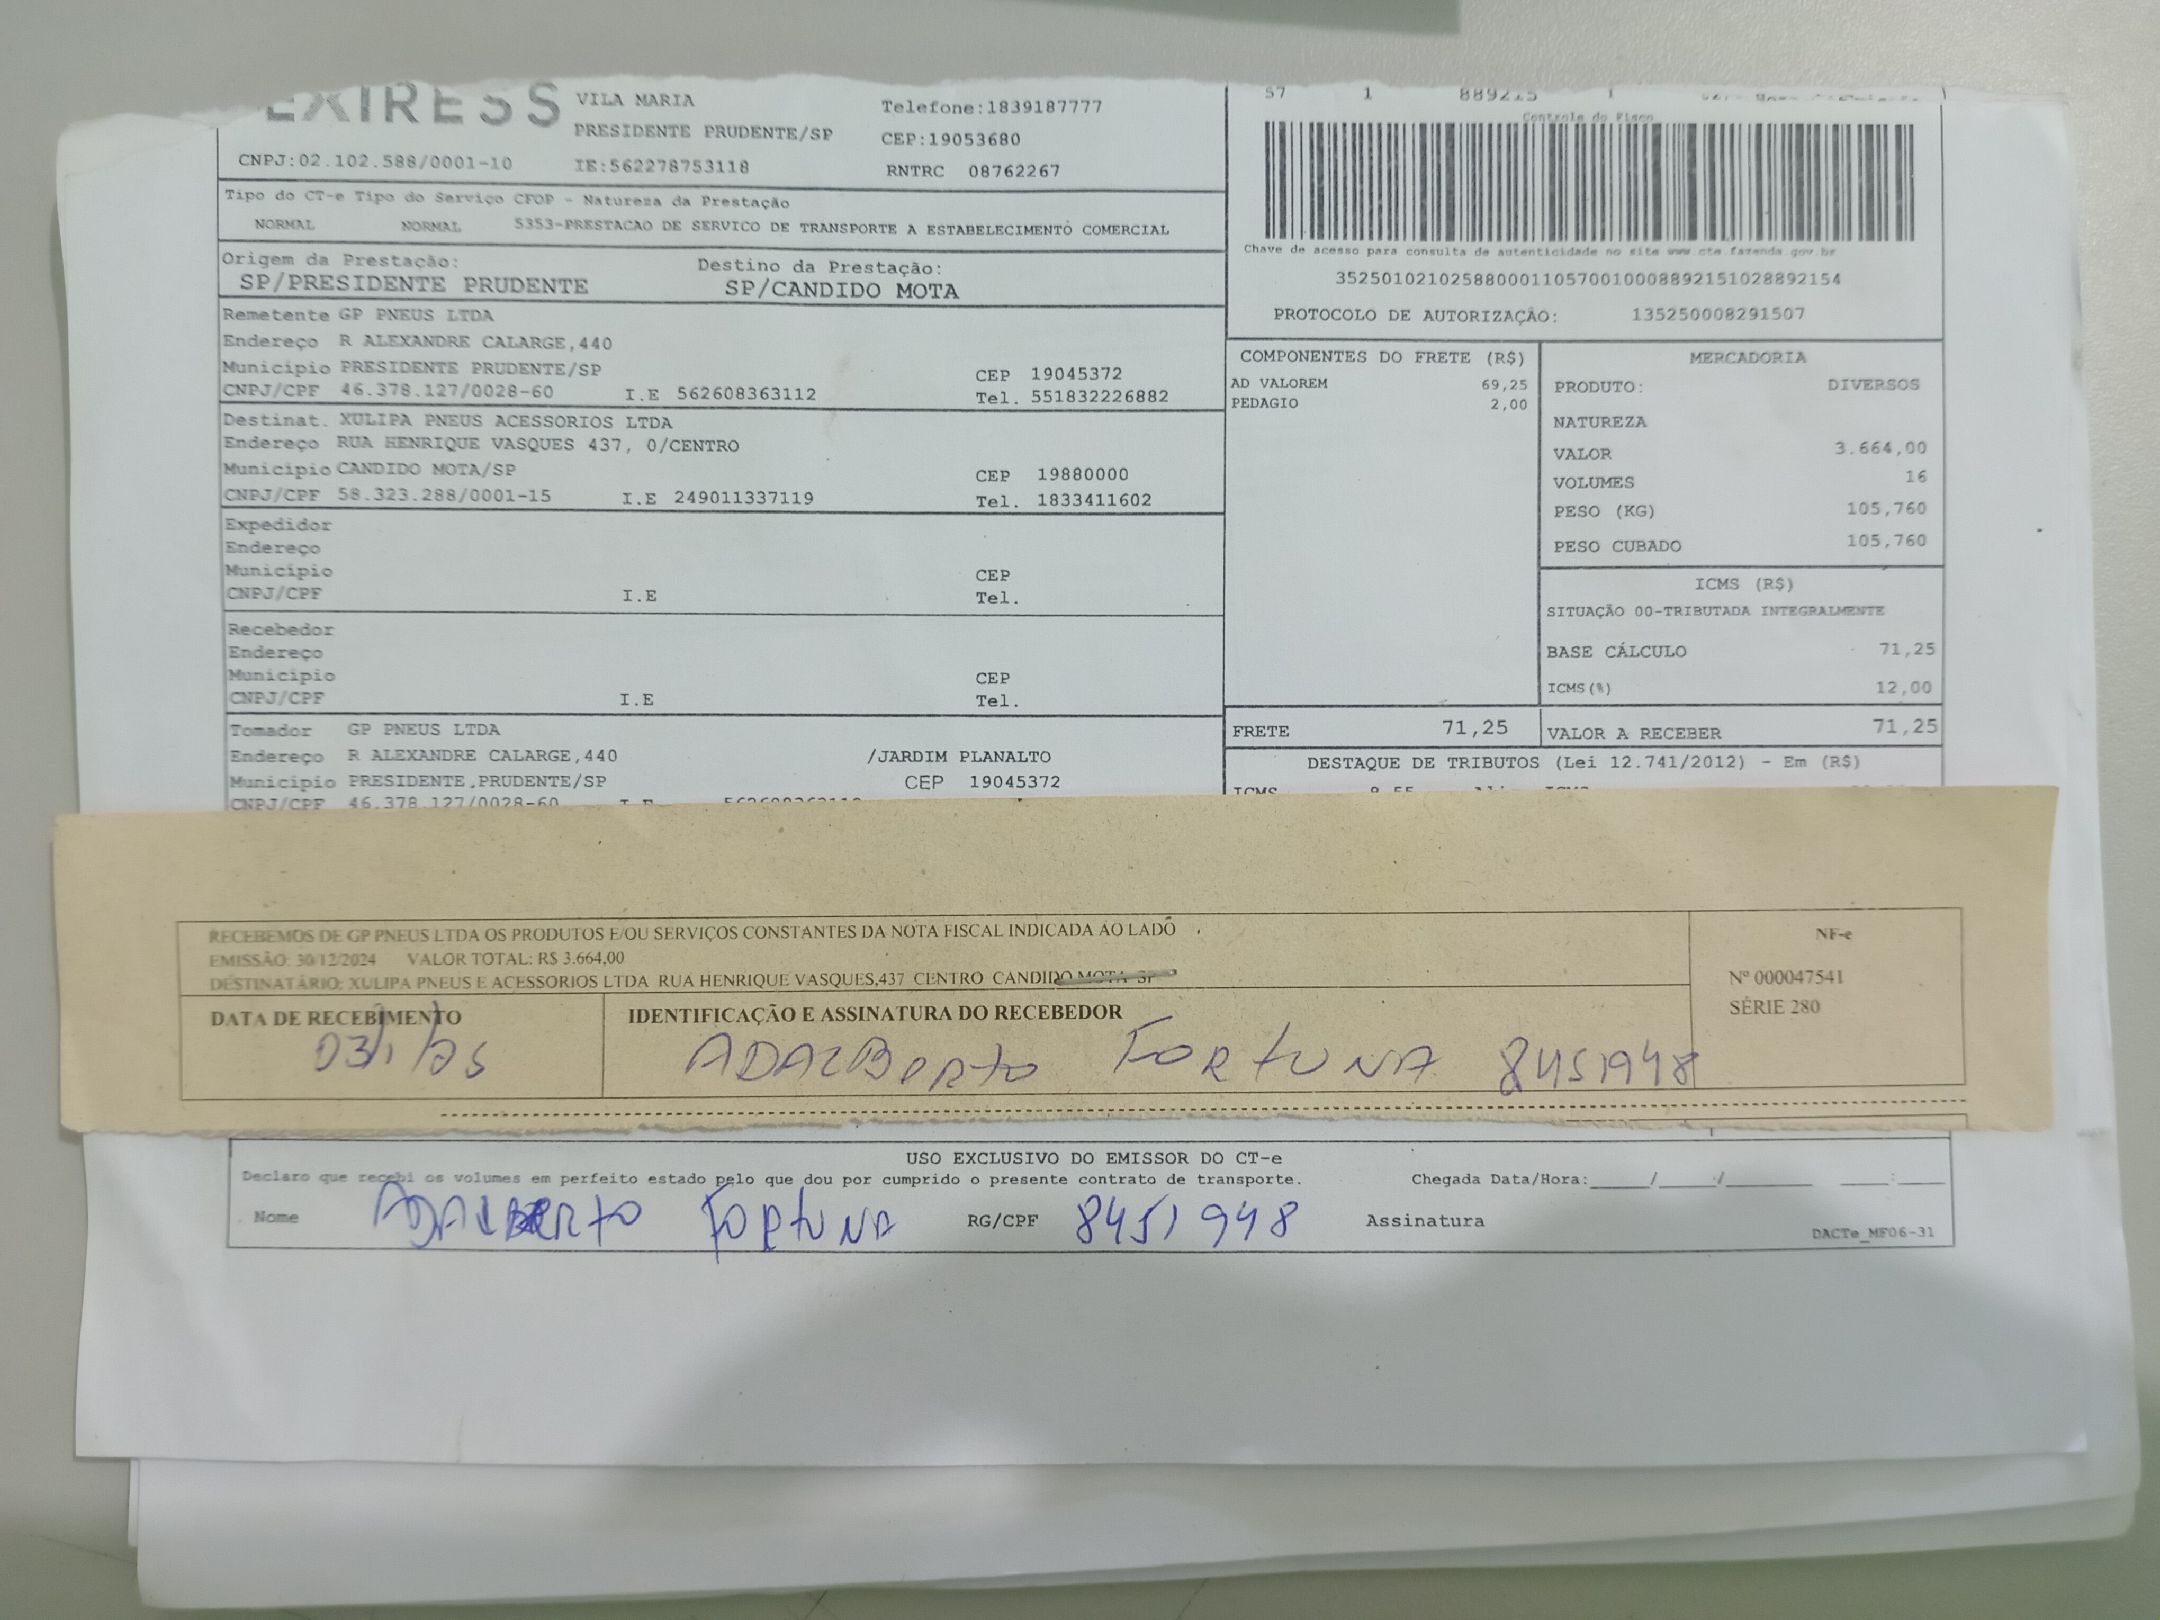 EXPRESS VILA MARIA Telefone:1839187777
PRESIDENTE PRUDENTE/SP CEP:19053680
CNPJ:02.102.588/0001-10 IE:562278753118 RNTRC 08762267
Tipo do CT-e Tipo do Serviço CFOP - Natureza da Prestação
NORMAL NORMAL 5353-PRESTACAO DE SERVICO DE TRANSPORTE A ESTABELECIMENTO COMERCIAL
Origem da Prestação: Destino da Prestação:
SP/PRESIDENTE PRUDENTE SP/CANDIDO MOTA
Remetente GP PNEUS LTDA
Endereço R ALEXANDRE CALARGE,440
Município PRESIDENTE PRUDENTE/SP CEP 19045372
CNPJ/CPF 46.378.127/0028-60 I.E 562608363112 Tel. 551832226882
Destinat. XULIPA PNEUS ACESSORIOS LTDA
Endereço RUA HENRIQUE VASQUES 437, 0/CENTRO
Município CANDIDO MOTA/SP CEP 19880000
CNPJ/CPF 58.323.288/0001-15 I.E 249011337119 Tel. 1833411602
Expedidor
Endereço
Município CEP
CNPJ/CPF I.E Tel.
Recebedor
Endereço
Município CEP
CNPJ/CPF I.E Tel.
Tomador GP PNEUS LTDA
Endereço R ALEXANDRE CALARGE,440 /JARDIM PLANALTO
Município PRESIDENTE PRUDENTE/SP CEP 19045372
CNPJ/CPF 46.378.127/0028-60 I.E
57 1 889215 1
Controle do Fisco
Chave de acesso para consulta de autenticidade no site www.cte.fazenda.gov.br
35250102102588000110570010008892151028892154
PROTOCOLO DE AUTORIZAÇÃO: 135250008291507
COMPONENTES DO FRETE (R$)
AD VALOREM 69,25
PEDAGIO 2,00
MERCADORIA
PRODUTO: DIVERSOS
NATUREZA
VALOR 3.664,00
VOLUMES 16
PESO (KG) 105,760
PESO CUBADO 105,760
ICMS (R$)
SITUAÇÃO 00-TRIBUTADA INTEGRALMENTE
BASE CÁLCULO 71,25
ICMS(%) 12,00
FRETE 71,25 VALOR A RECEBER 71,25
DESTAQUE DE TRIBUTOS (Lei 12.741/2012) - Em (R$)
ICMS 8,55
RECEBEMOS DE GP PNEUS LTDA OS PRODUTOS E/OU SERVIÇOS CONSTANTES DA NOTA FISCAL INDICADA AO LADO
EMISSÃO: 30/12/2024 VALOR TOTAL: R$ 3.664,00
DESTINATÁRIO: XULIPA PNEUS E ACESSORIOS LTDA RUA HENRIQUE VASQUES,437 CENTRO CANDIDO MOTA SP
NF-e
Nº 000047541
SÉRIE 280
DATA DE RECEBIMENTO IDENTIFICAÇÃO E ASSINATURA DO RECEBEDOR
03/1/25 ADALBERTO FORTUNA 8451948
USO EXCLUSIVO DO EMISSOR DO CT-e
Declaro que recebi os volumes em perfeito estado pelo que dou por cumprido o presente contrato de transporte. Chegada Data/Hora:____/____/____ ____:____
Nome ADALBERTO FORTUNA RG/CPF 8451948 Assinatura
DACTe_MF06-31